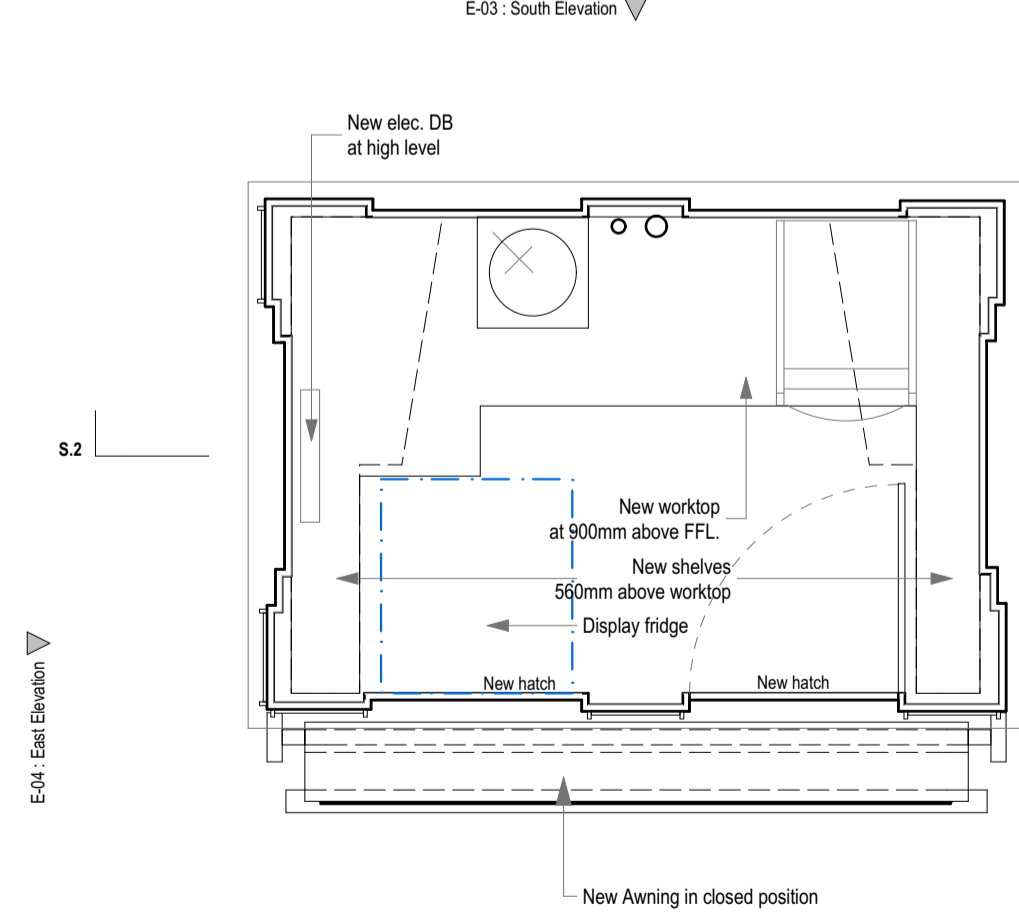 E-03 : South Elevation
New elec. DB
at high level
S.2
New worktop
at 900mm above FFL.
New shelves
560mm above worktop
Display fridge
New hatch
New hatch
E-04 : East Elevation
New Awning in closed position